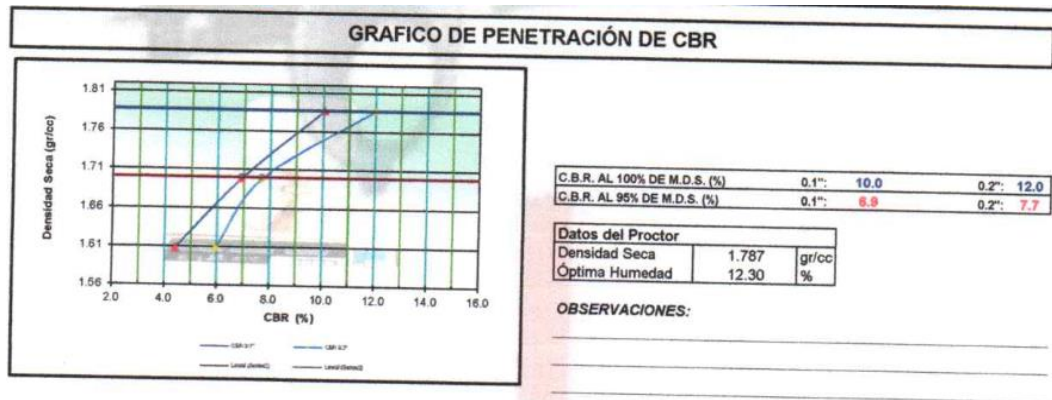 GRAFICO DE PENETRACIÓN DE CBR
Densidad Seca (gr/cc)
1.81
1.76
1.71
1.66
1.61
1.56
2.0 4.0 6.0 8.0 10.0 12.0 14.0 16.0
CBR (%)
C.B.R. AL 100% DE M.D.S. (%) 0.1": 10.0 0.2": 12.0
C.B.R. AL 95% DE M.D.S. (%) 0.1": 6.9 0.2": 7.7
Datos del Proctor
Densidad Seca 1.787 gr/cc
Óptima Humedad 12.30 %
OBSERVACIONES: